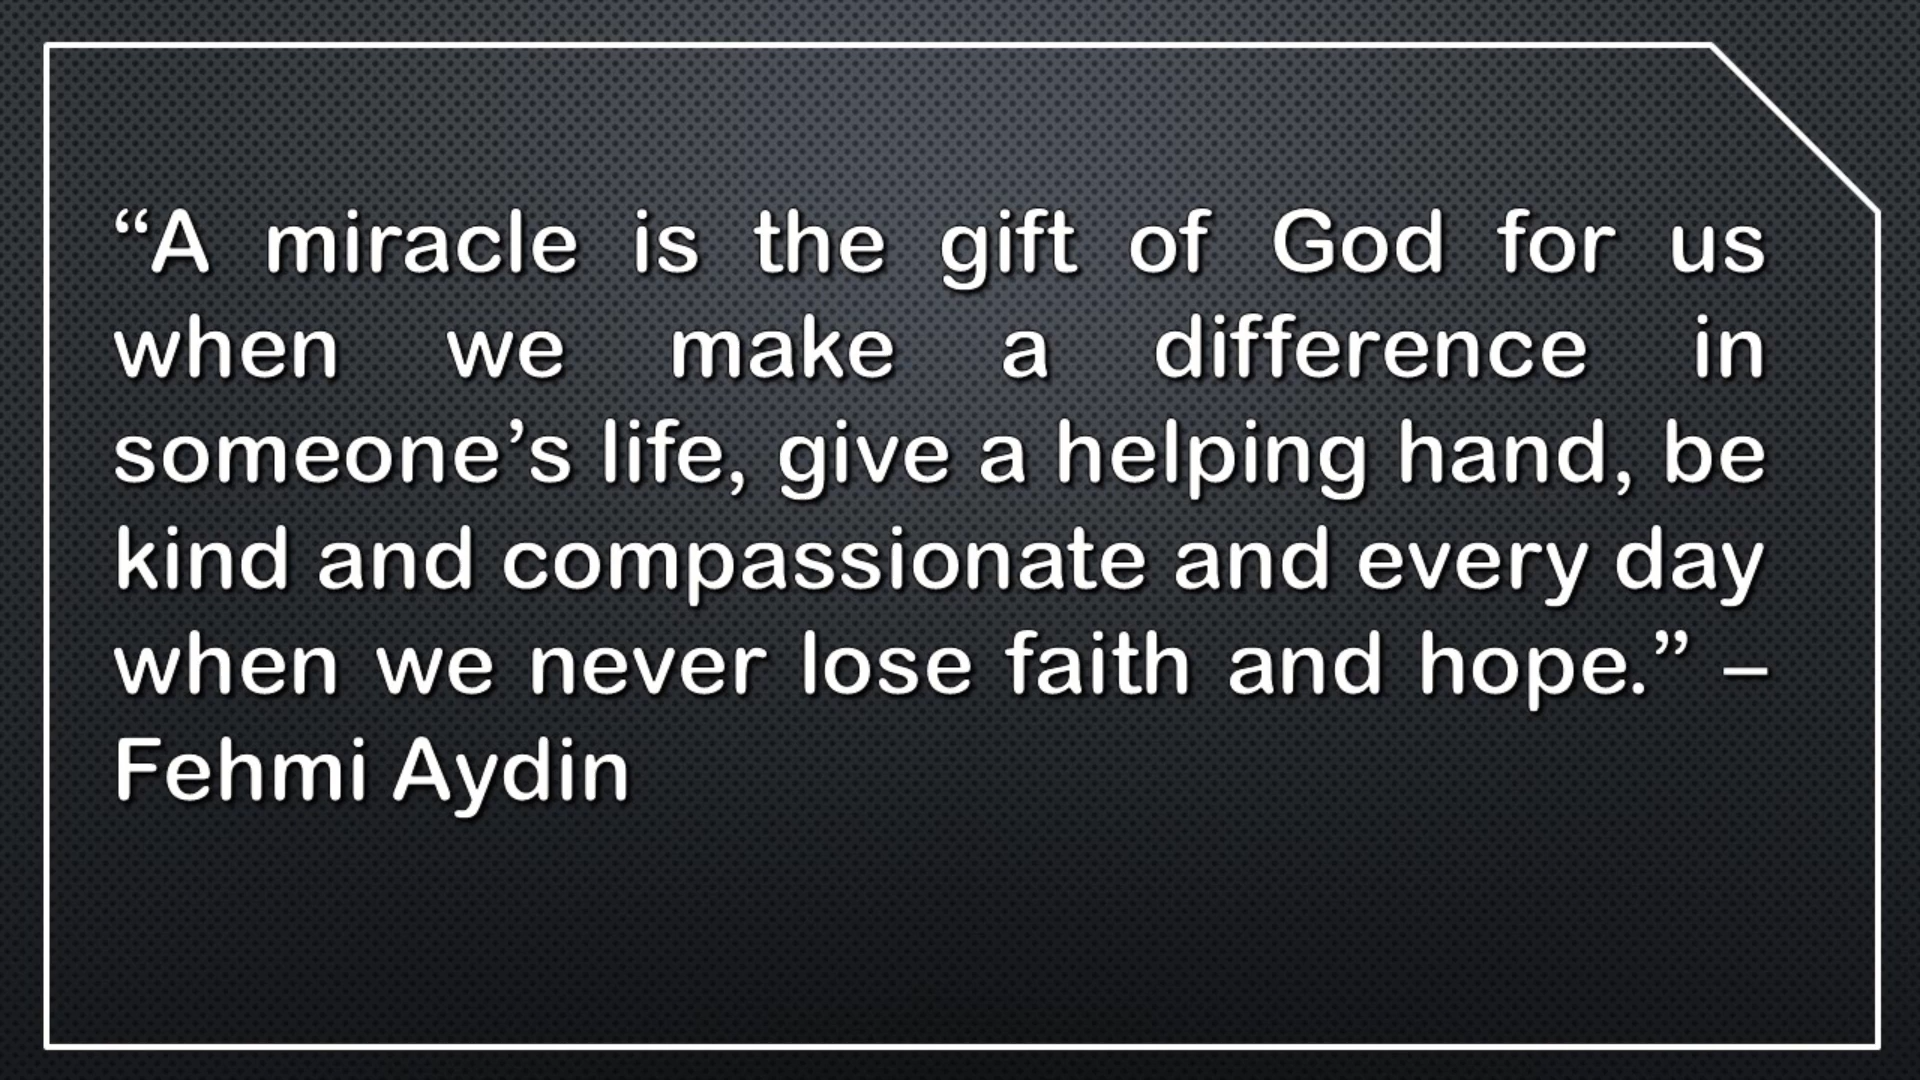 “A miracle is the gift of God for us
when we make a difference in
someone’s life, give a helping hand, be
kind and compassionate and every day
when we never lose faith and hope.” –
Fehmi Aydin